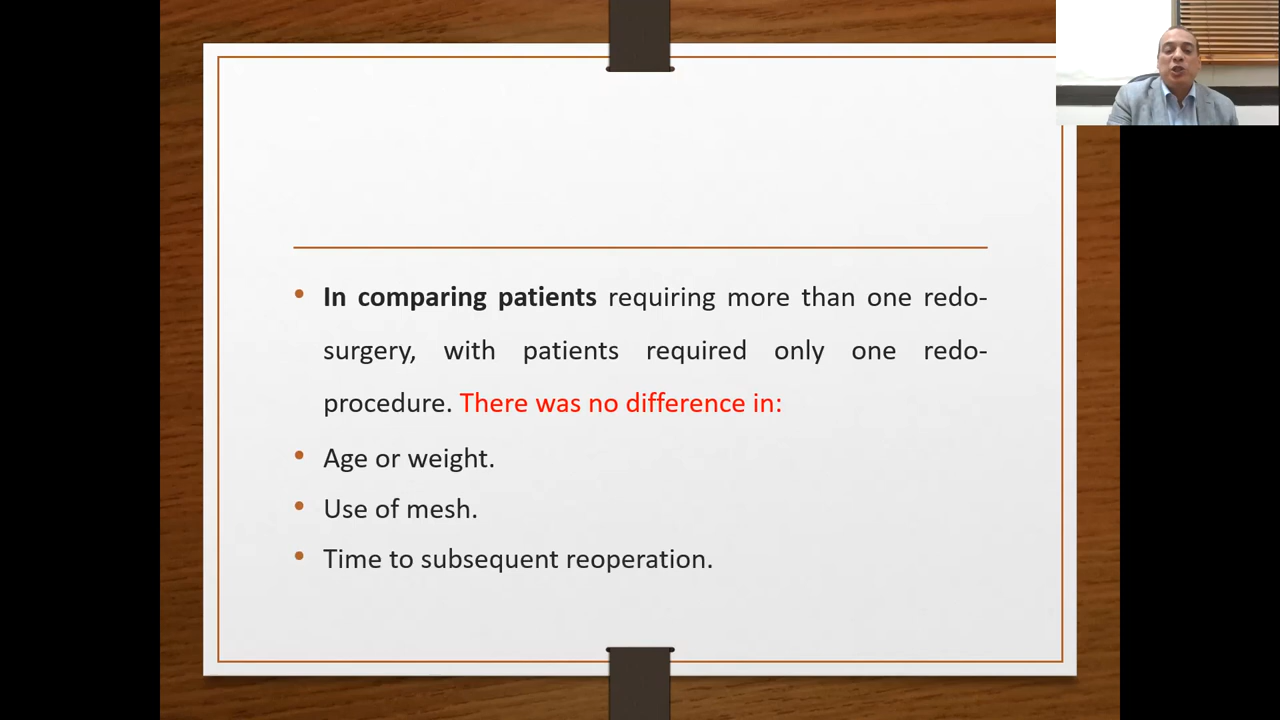 In comparing patients requiring more than one redo-
surgery, with patients required only one redo-
procedure. There was no difference in:
Age or weight.
Use of mesh.
Time to subsequent reoperation.